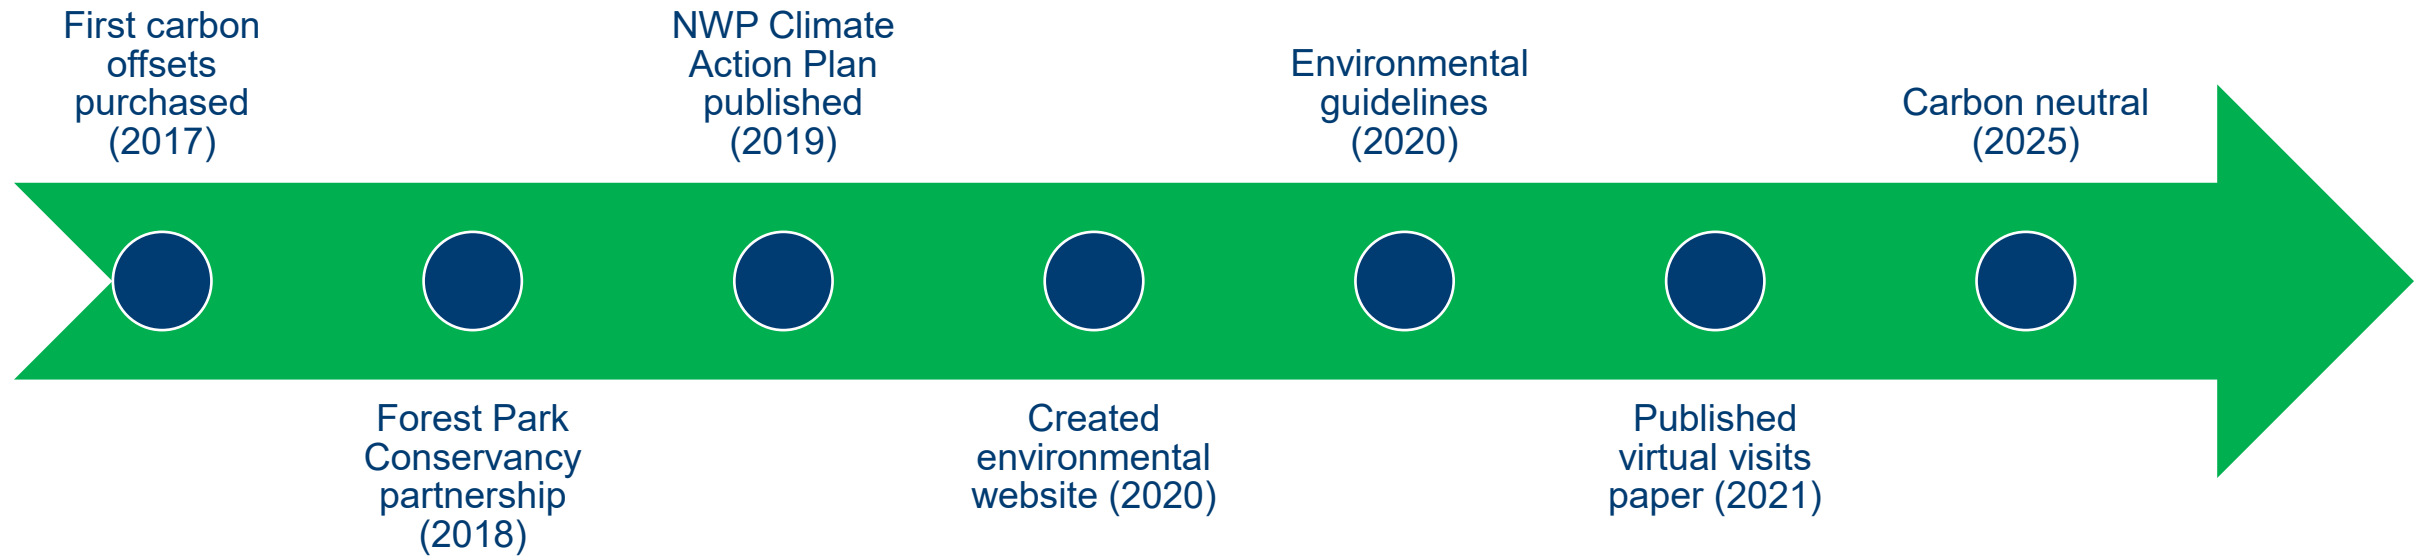 First carbon
offsets
purchased
(2017)
Forest Park
Conservancy
partnership
(2018)
NWP Climate
Action Plan
published
(2019)
Created
environmental
website (2020)
Environmental
guidelines
(2020)
Published
virtual visits
paper (2021)
Carbon neutral
(2025)